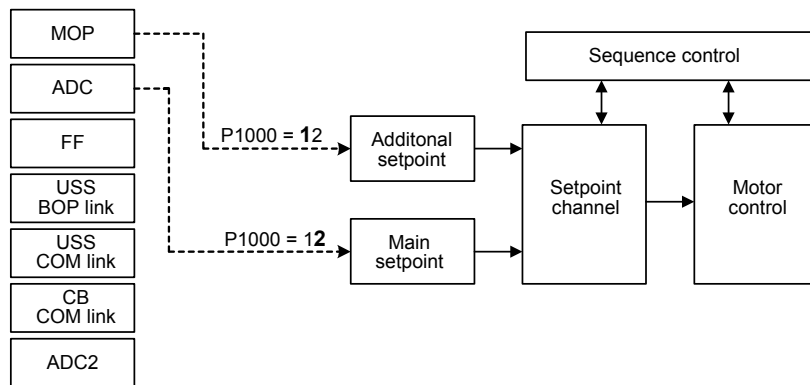 MOP
ADC
FF
USS
BOP link
USS
COM link
CB
COM link
ADC2
P1000 = 12
P1000 = 12
Additonal
setpoint
Main
setpoint
Sequence control
Setpoint
channel
Motor
control